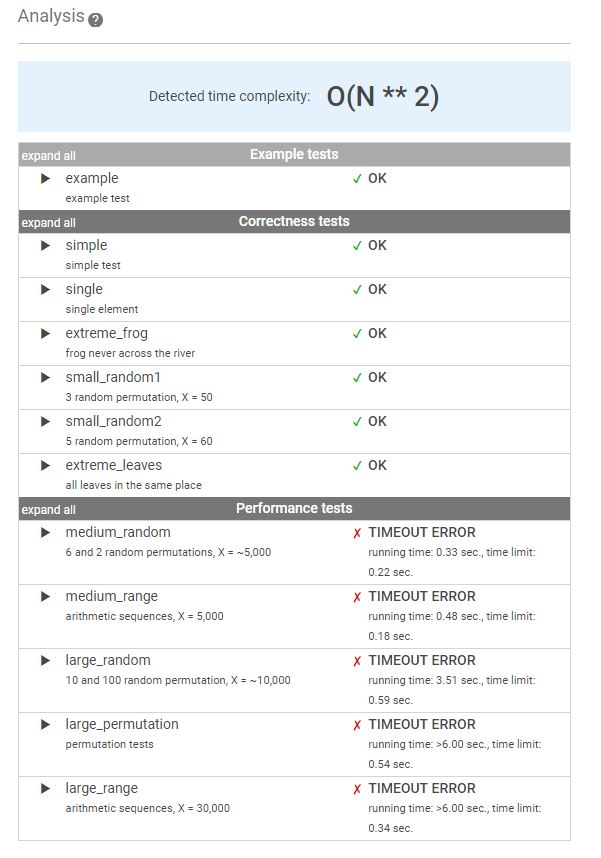 Analysis ?
Detected time complexity: O(N ** 2)
expand all Example tests
▶ example ✓ OK
example test
expand all Correctness tests
▶ simple ✓ OK
simple test
▶ single ✓ OK
single element
▶ extreme_frog ✓ OK
frog never across the river
▶ small_random1 ✓ OK
3 random permutation, X = 50
▶ small_random2 ✓ OK
5 random permutation, X = 60
▶ extreme_leaves ✓ OK
all leaves in the same place
expand all Performance tests
▶ medium_random ✗ TIMEOUT ERROR
6 and 2 random permutations, X = ~5,000 running time: 0.33 sec., time limit:
0.22 sec.
▶ medium_range ✗ TIMEOUT ERROR
arithmetic sequences, X = 5,000 running time: 0.48 sec., time limit:
0.18 sec.
▶ large_random ✗ TIMEOUT ERROR
10 and 100 random permutation, X = ~10,000 running time: 3.51 sec., time limit:
0.59 sec.
▶ large_permutation ✗ TIMEOUT ERROR
permutation tests running time: >6.00 sec., time limit:
0.54 sec.
▶ large_range ✗ TIMEOUT ERROR
arithmetic sequences, X = 30,000 running time: >6.00 sec., time limit:
0.34 sec.